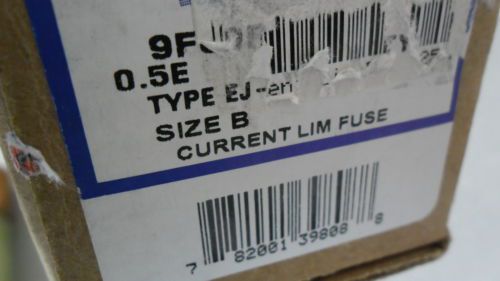 0.5E
TYPE EJ-
SIZE B
CURRENT LIM FUSE
7 82001 39808 8